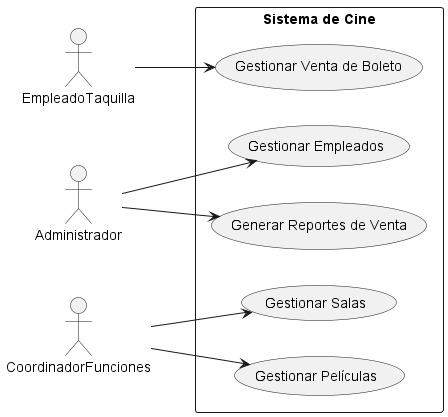 Sistema de Cine
Gestionar Venta de Boleto
EmpleadoTaquilla
Gestionar Empleados
Administrador
Generar Reportes de Venta
Gestionar Salas
CoordinadorFunciones
Gestionar Películas